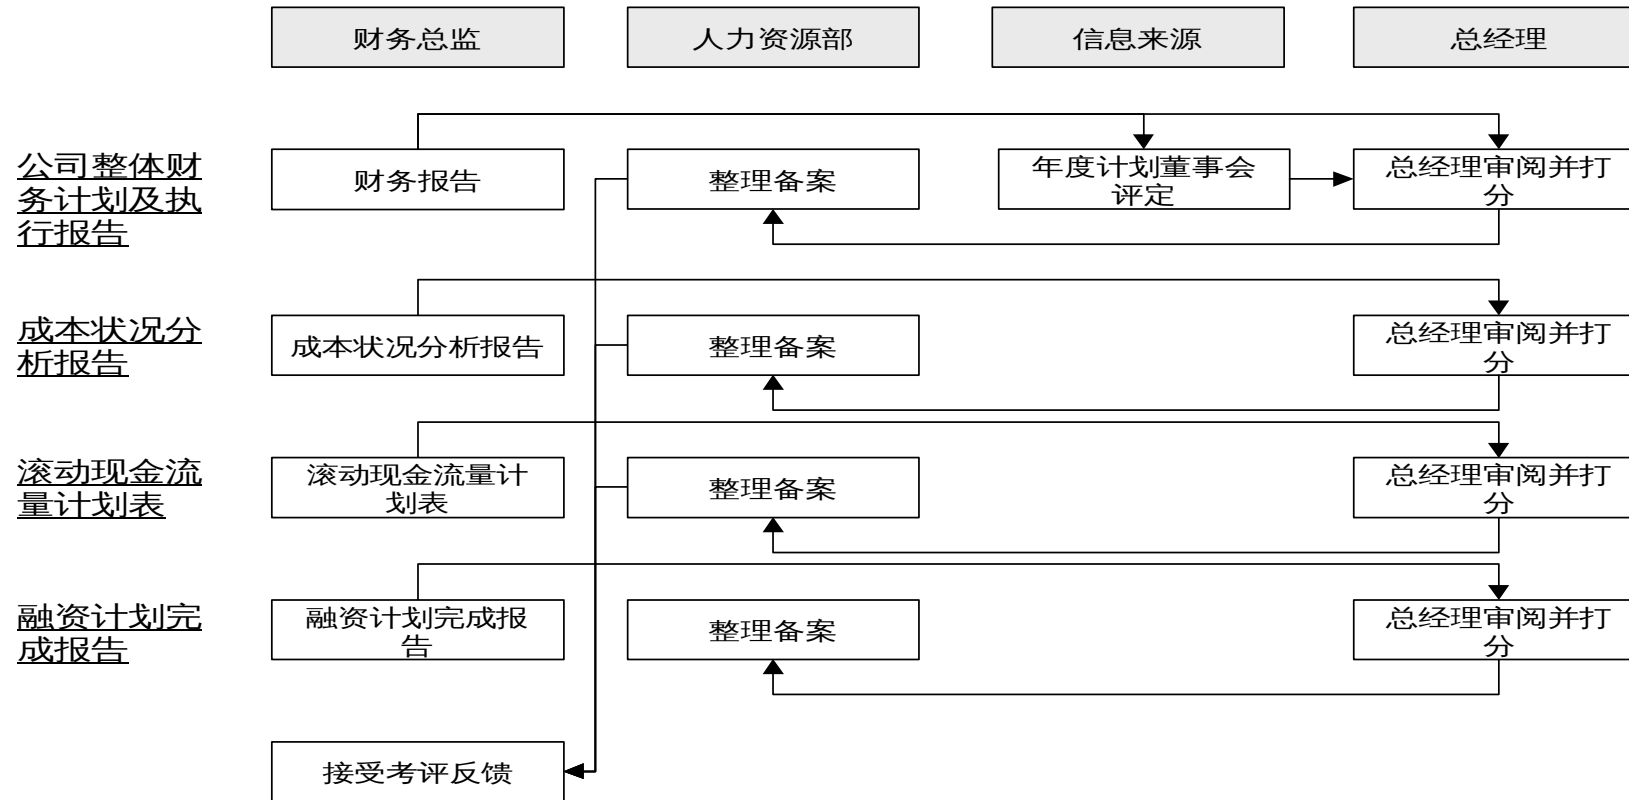 财务总监
人力资源部
信息来源
总经理
公司整体财
务计划及执
行报告
财务报告
整理备案
年度计划董事会
评定
总经理审阅并打
分
成本状况分
析报告
成本状况分析报告
整理备案
总经理审阅并打
分
滚动现金流
量计划表
滚动现金流量计
划表
整理备案
总经理审阅并打
分
融资计划完
成报告
融资计划完成报
告
整理备案
总经理审阅并打
分
接受考评反馈